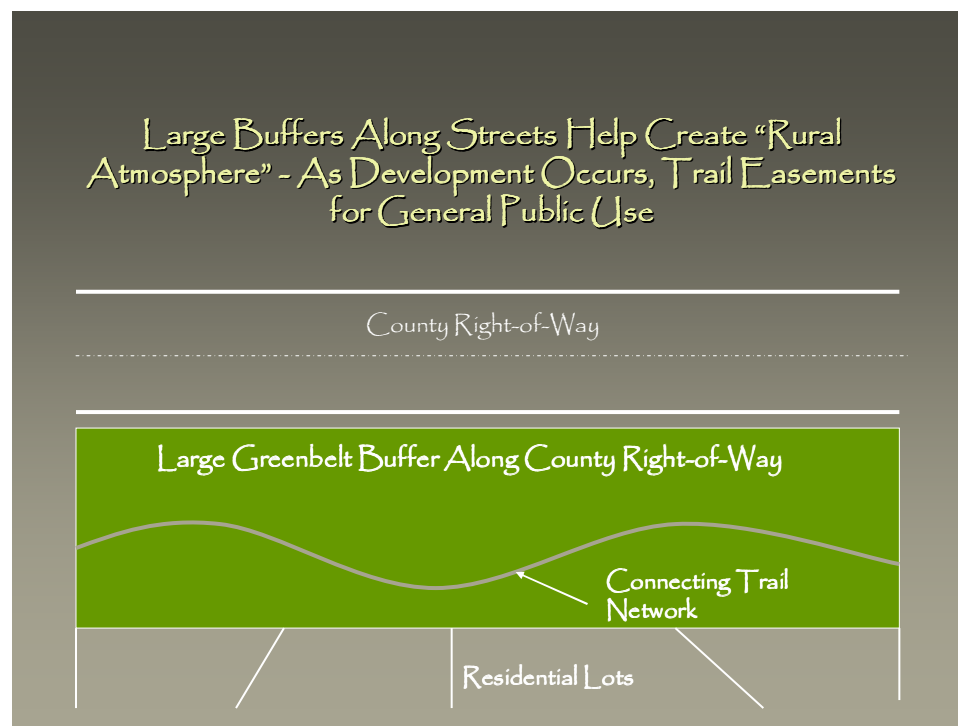 Large Buffers Along Streets Help Create “Rural
Atmosphere” - As Development Occurs, Trail Easements
for General Public Use
County Right-of-Way
Large Greenbelt Buffer Along County Right-of-Way
Connecting Trail
Network
Residential Lots